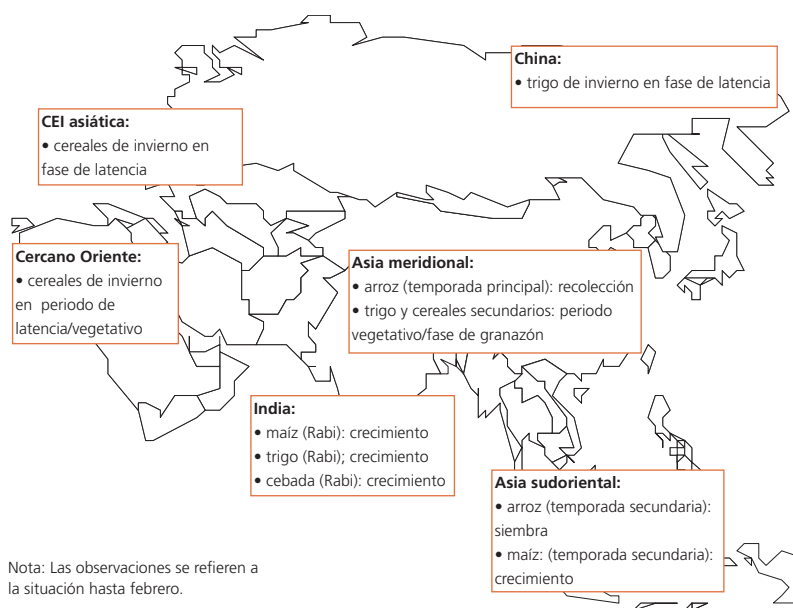 China:
• trigo de invierno en fase de latencia
CEI asiática:
• cereales de invierno en
fase de latencia
Cercano Oriente:
• cereales de invierno
en periodo de
latencia/vegetativo
Asia meridional:
• arroz (temporada principal): recolección
• trigo y cereales secundarios: periodo
vegetativo/fase de granazón
India:
• maíz (Rabi): crecimiento
• trigo (Rabi); crecimiento
• cebada (Rabi): crecimiento
Asia sudoriental:
• arroz (temporada secundaria):
siembra
• maíz: (temporada secundaria):
crecimiento
Nota: Las observaciones se refieren a
la situación hasta febrero.